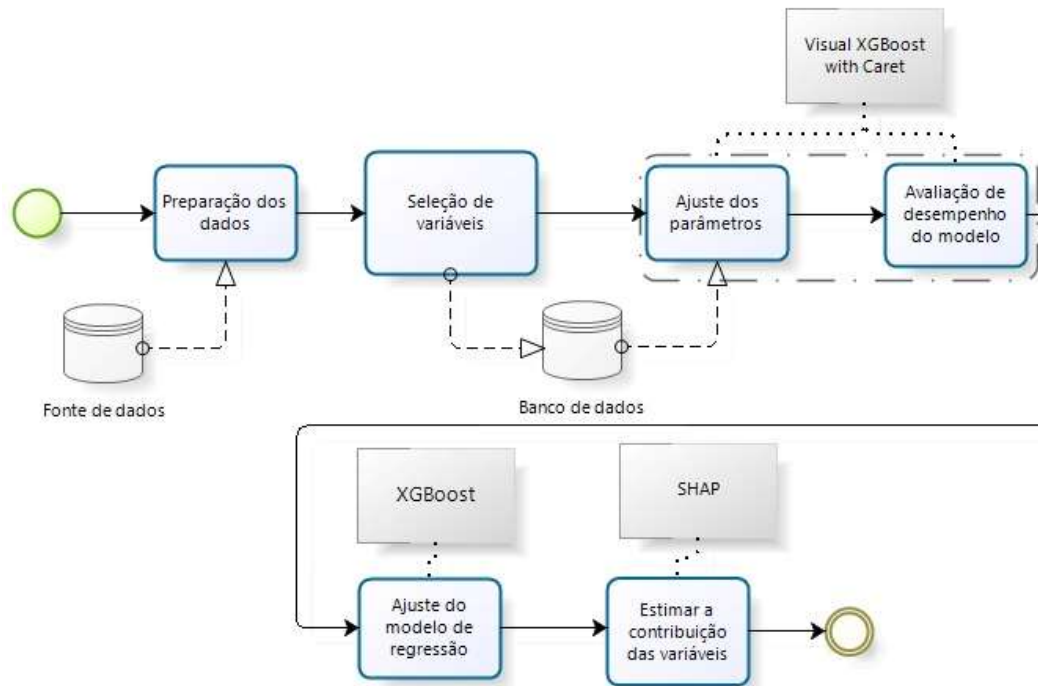 Visual XGBoost
with Caret
Preparação dos
dados
Seleção de
variáveis
Ajuste dos
parâmetros
Avaliação de
desempenho
do modelo
Fonte de dados
Banco de dados
XGBoost
SHAP
Ajuste do
modelo de
regressão
Estimar a
contribuição
das variáveis